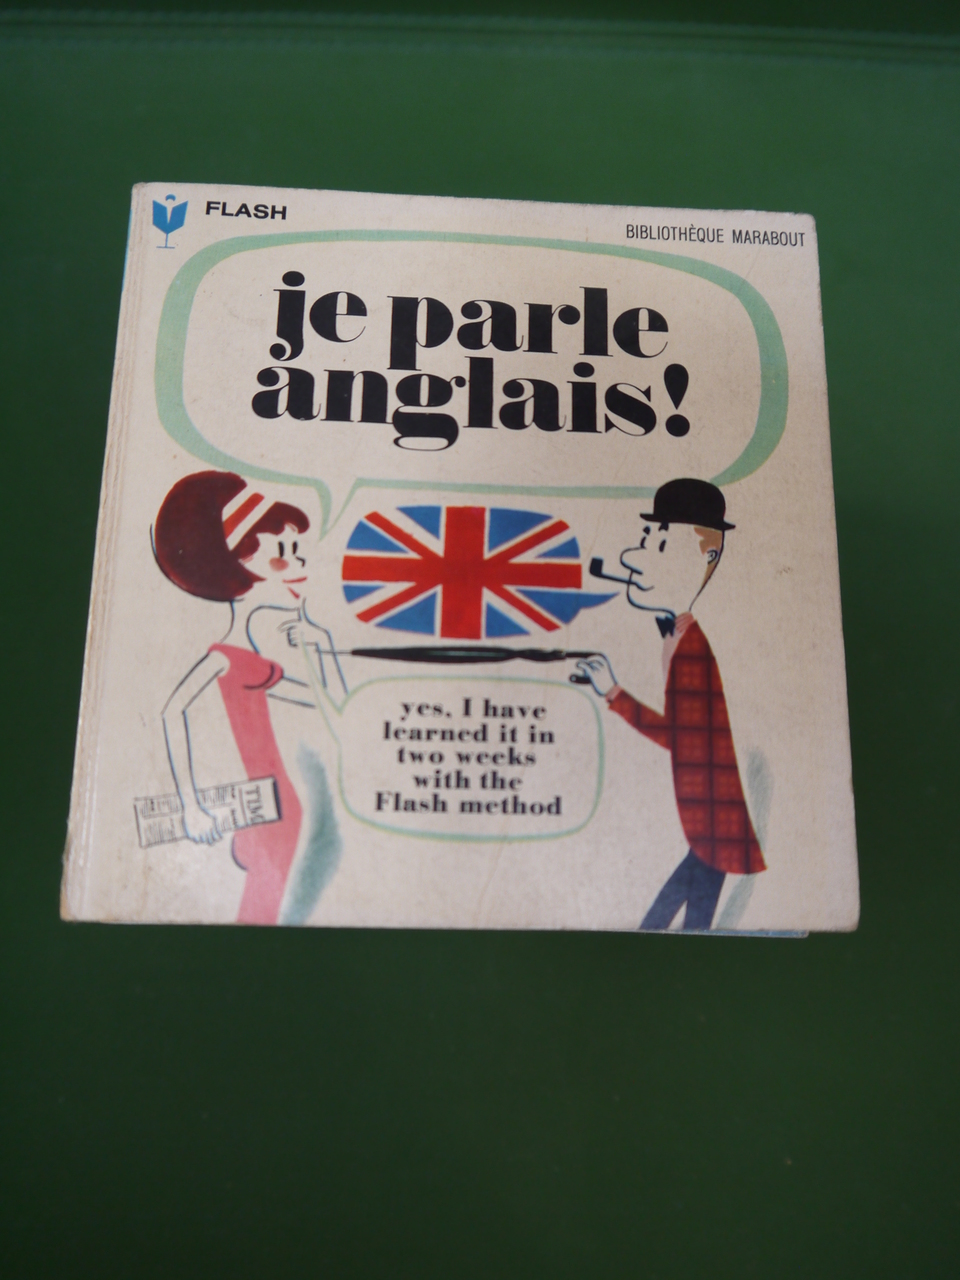 FLASH
BIBLIOTHÈQUE MARABOUT
je parle
anglais!
yes, I have
learned it in
two weeks
with the
Flash method